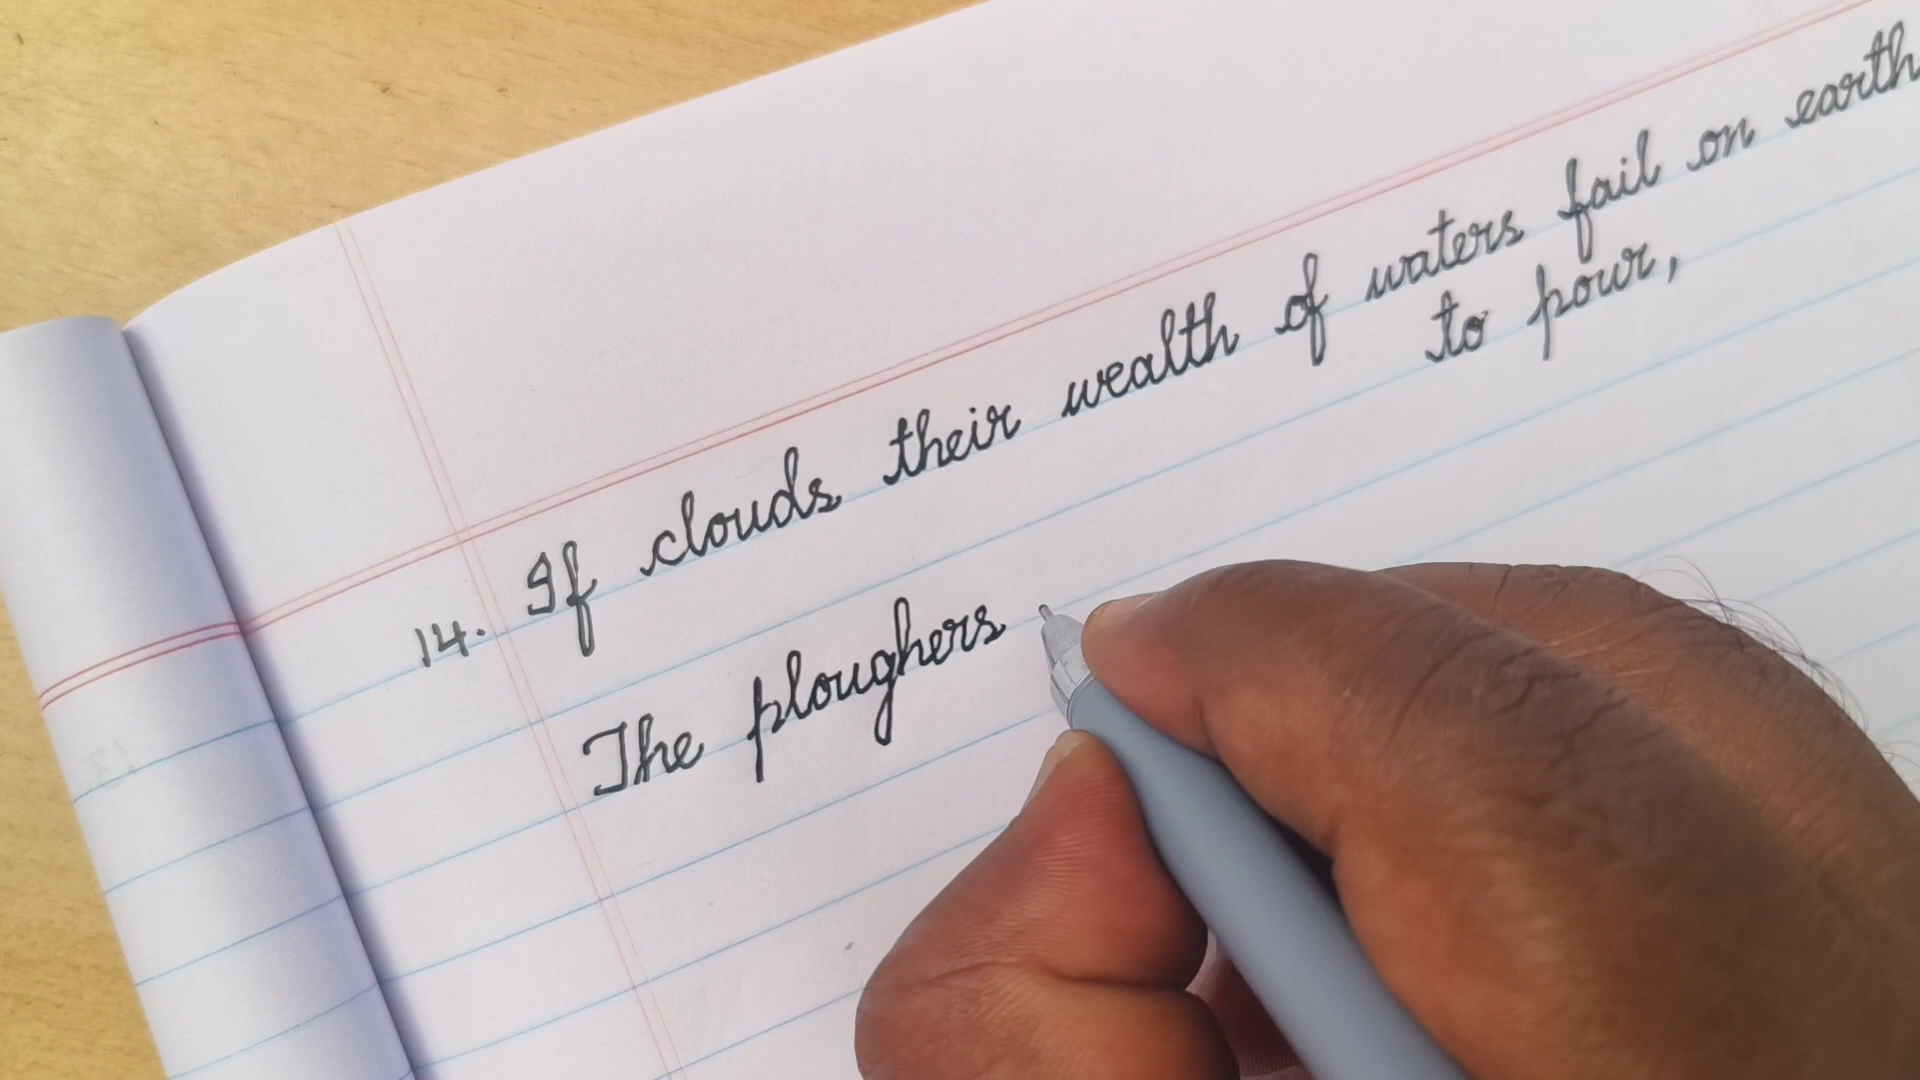 14. If clouds their wealth of waters fail on earth
to pour,
The ploughers